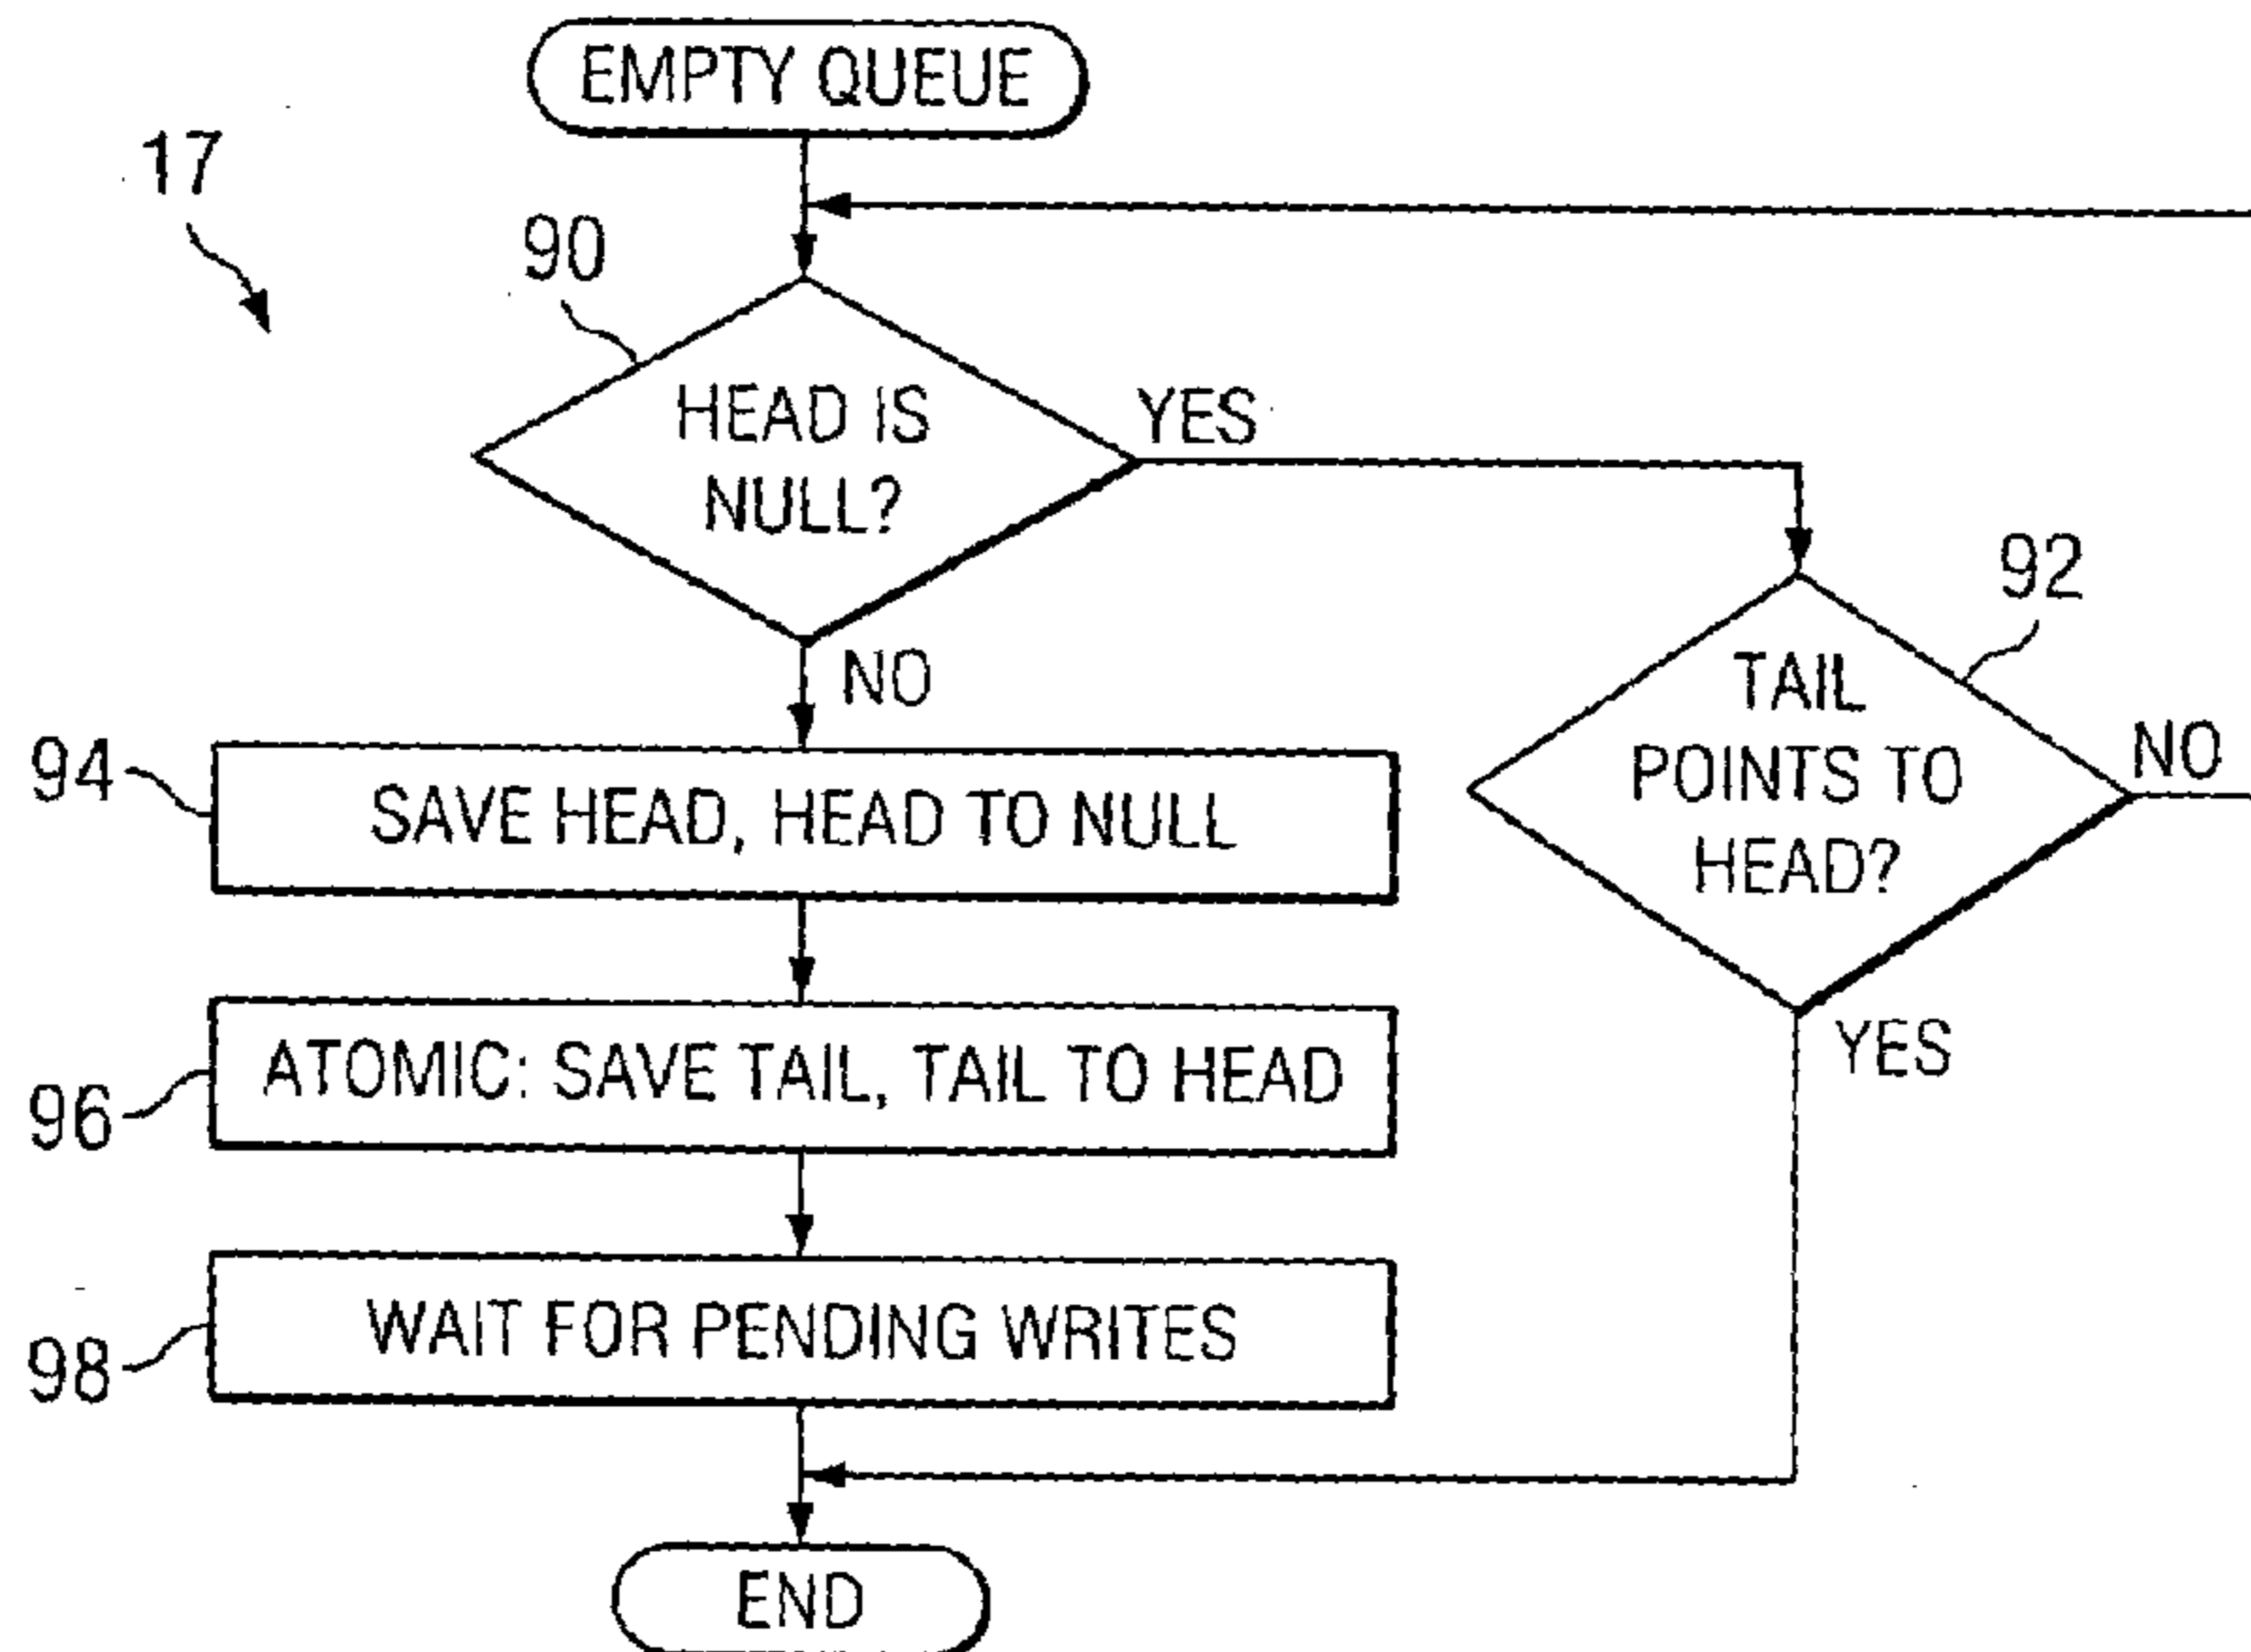 EMPTY QUEUE
17
90
HEAD IS
NULL?
YES
NO
92
TAIL
POINTS TO
HEAD?
NO
YES
94
SAVE HEAD, HEAD TO NULL
96
ATOMIC: SAVE TAIL, TAIL TO HEAD
98
WAIT FOR PENDING WRITES
END